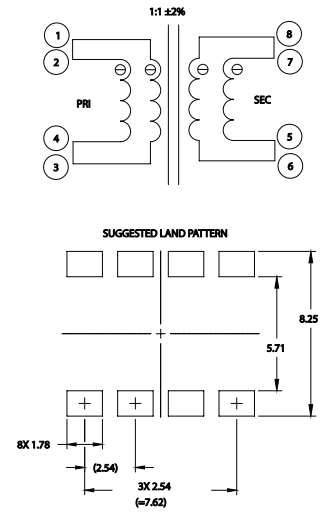 1:1 ±2%
1
8
2
7
PRI
SEC
4
5
3
6
SUGGESTED LAND PATTERN
8.25
5.71
8X 1.78
(2.54)
3X 2.54
(=7.62)